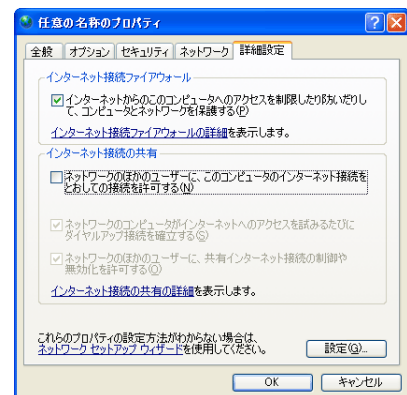 任意の名称のプロパティ
全般 オプション セキュリティ ネットワーク 詳細設定
インターネット接続ファイアウォール
インターネットからのこのコンピュータへのアクセスを制限したり防いだりし
て、コンピュータとネットワークを保護する(P)
インターネット接続ファイアウォールの詳細を表示します。
インターネット接続の共有
ネットワークのほかのユーザーに、このコンピュータのインターネット接続を
とおしての接続を許可する(N)
ネットワークのコンピュータがインターネットへのアクセスを試みるたびに
ダイヤルアップ接続を確立する(S)
ネットワークのほかのユーザーに、共有インターネット接続の制御や
無効化を許可する(O)
インターネット接続の共有の詳細を表示します。
これらのプロパティの設定方法がわからない場合は、
ネットワーク セットアップ ウィザードを使用してください。
設定(G)...
OK キャンセル